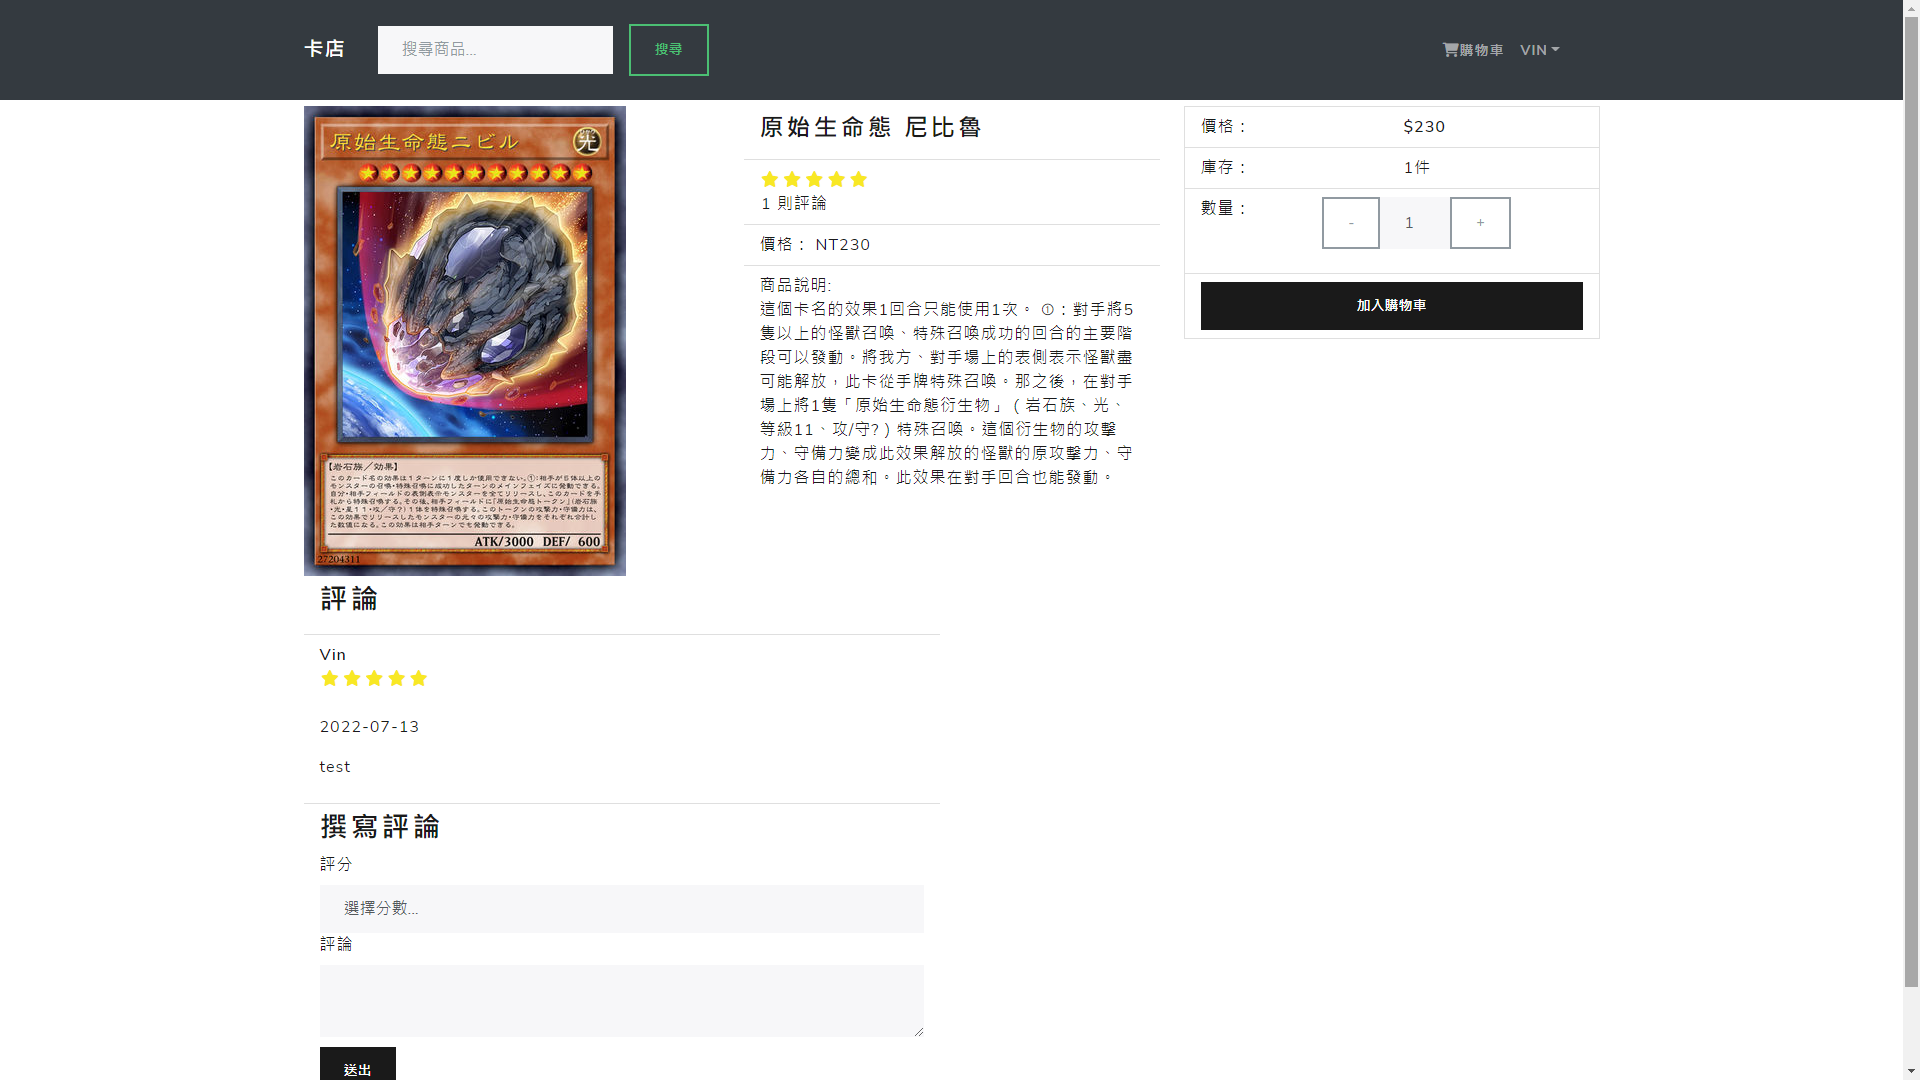 卡店
搜尋商品...
搜尋
購物車
VIN
原始生命態ニビル
光
【岩石族／効果】
このカード名の効果は１ターンに１度しか使用できない。①：相手が５体以上の
モンスターの召喚・特殊召喚に成功したターンのメインフェイズに発動できる。
自分・相手フィールドの表側表示モンスターを全てリリースし、このカードを手
札から特殊召喚する。その後、相手フィールドに「原始生命態トークン」（岩石族
・光・星１１・攻／守？）１体を特殊召喚する。このトークンの攻撃力・守備力は、
この効果でリリースしたモンスターの元々の攻撃力・守備力をそれぞれ合計し
た数値になる。この効果は相手ターンでも発動できる。
ATK/3000 DEF/ 600
27204311
原始生命態 尼比魯
1 則評論
價格： NT230
商品說明:
這個卡名的效果1回合只能使用1次。 ①：對手將5
隻以上的怪獸召喚、特殊召喚成功的回合的主要階
段可以發動。將我方、對手場上的表側表示怪獸盡
可能解放，此卡從手牌特殊召喚。那之後，在對手
場上將1隻「原始生命態衍生物」（岩石族、光、
等級11、攻/守?）特殊召喚。這個衍生物的攻擊
力、守備力變成此效果解放的怪獸的原攻擊力、守
備力各自的總和。此效果在對手回合也能發動。
價格： $230
庫存： 1件
數量： - 1 +
加入購物車
評論
Vin
2022-07-13
test
撰寫評論
評分
選擇分數...
評論
送出